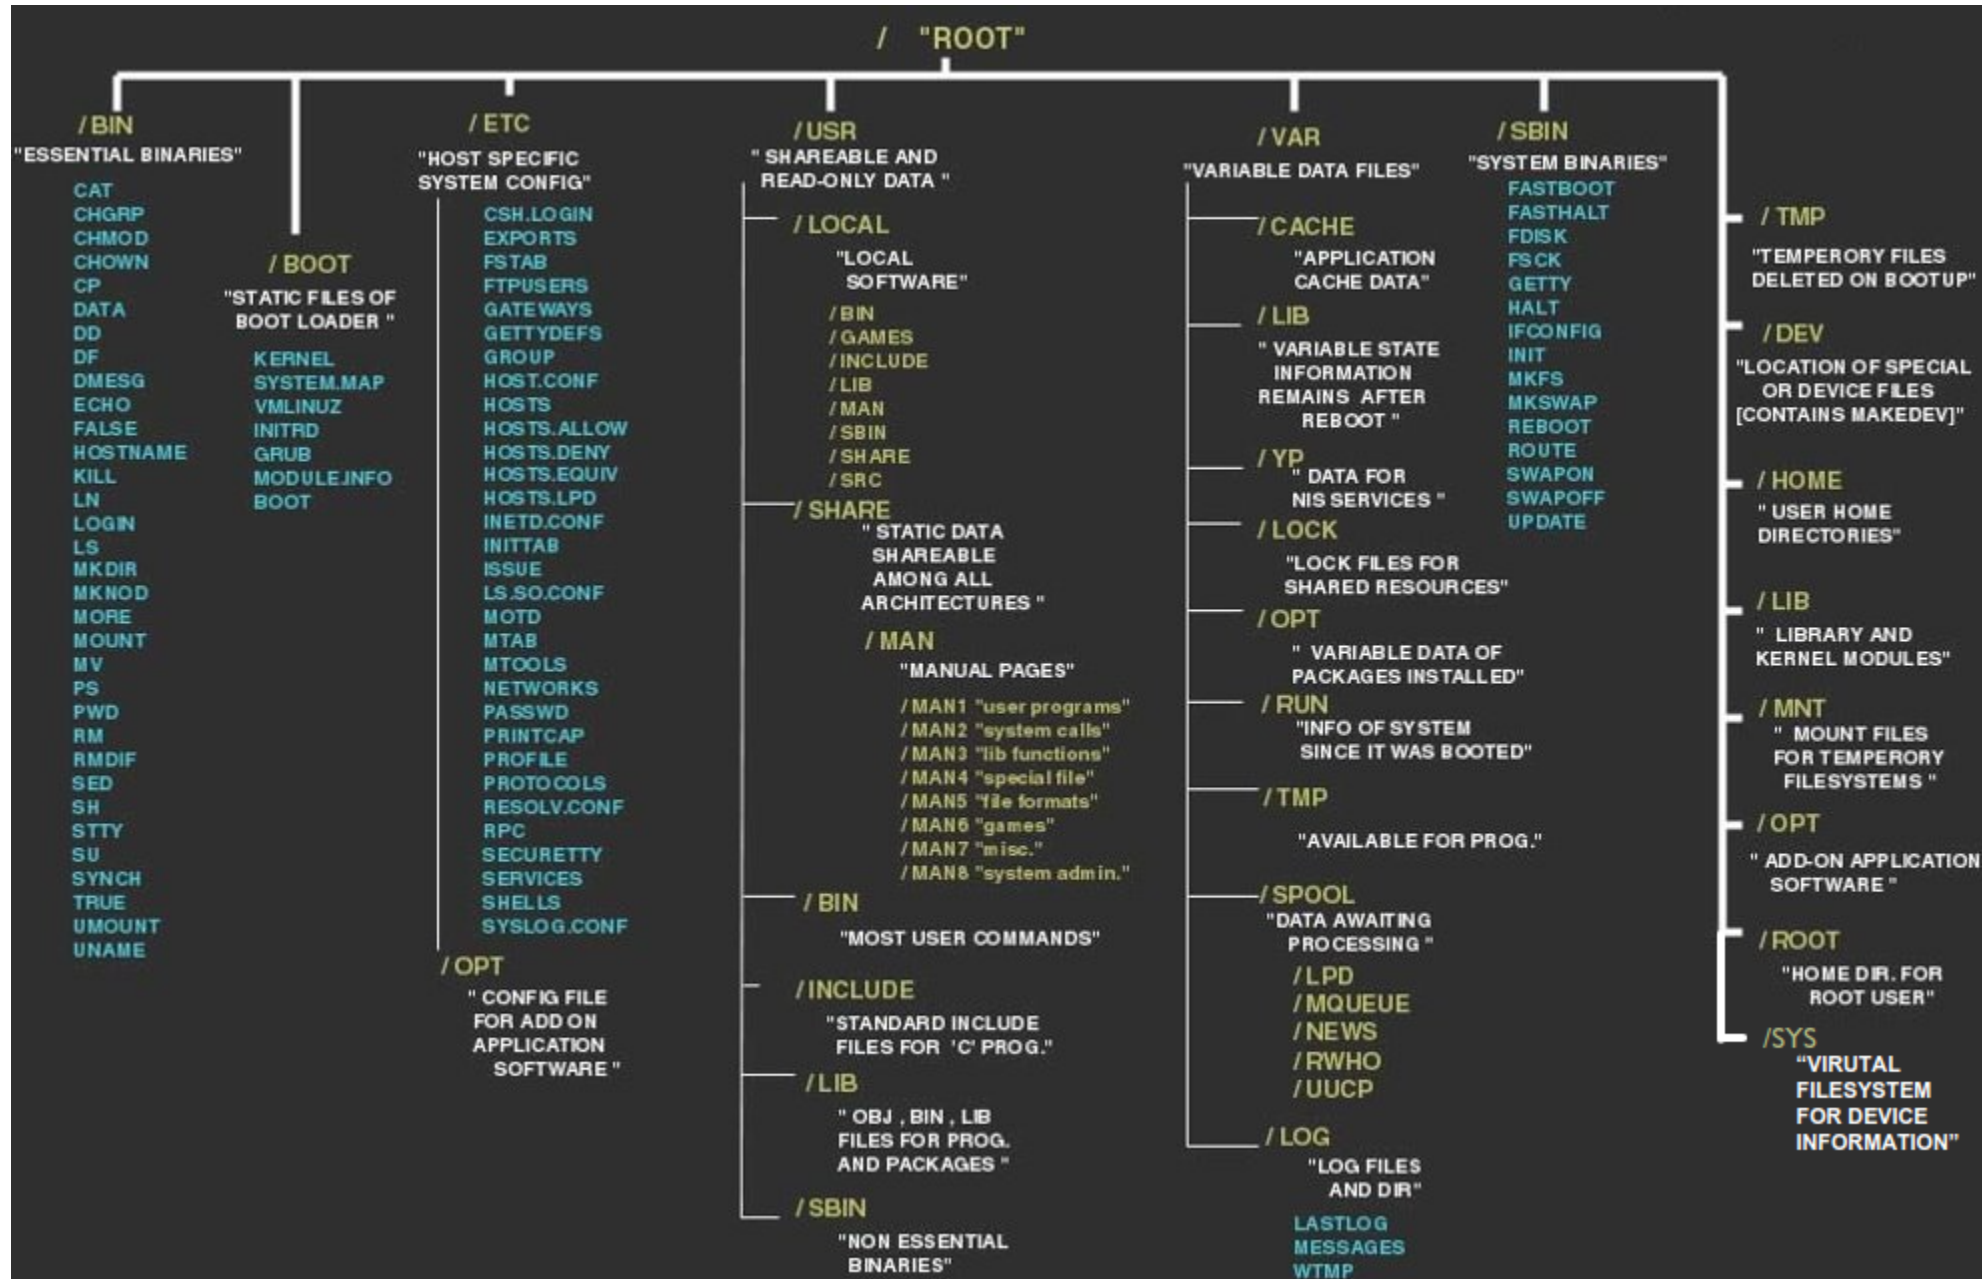 / "ROOT"
/ BIN
"ESSENTIAL BINARIES"
CAT
CHGRP
CHMOD
CHOWN
CP
DATA
DD
DF
DMESG
ECHO
FALSE
HOSTNAME
KILL
LN
LOGIN
LS
MKDIR
MKNOD
MORE
MOUNT
MV
PS
PWD
RM
RMDIF
SED
SH
STTY
SU
SYNCH
TRUE
UMOUNT
UNAME
/ BOOT
"STATIC FILES OF
BOOT LOADER "
KERNEL
SYSTEM.MAP
VMLINUZ
INITRD
GRUB
MODULE.INFO
BOOT
/ ETC
"HOST SPECIFIC
SYSTEM CONFIG"
CSH.LOGIN
EXPORTS
FSTAB
FTPUSERS
GATEWAYS
GETTYDEFS
GROUP
HOST.CONF
HOSTS
HOSTS.ALLOW
HOSTS.DENY
HOSTS.EQUIV
HOSTS.LPD
INETD.CONF
INITTAB
ISSUE
LS.SO.CONF
MOTD
MTAB
MTOOLS
NETWORKS
PASSWD
PRINTCAP
PROFILE
PROTOCOLS
RESOLV.CONF
RPC
SECURETTY
SERVICES
SHELLS
SYSLOG.CONF
/ OPT
" CONFIG FILE
FOR ADD ON
APPLICATION
SOFTWARE "
/ USR
" SHAREABLE AND
READ-ONLY DATA "
/ LOCAL
"LOCAL
SOFTWARE"
/ BIN
/ GAMES
/ INCLUDE
/ LIB
/ MAN
/ SBIN
/ SHARE
/ SRC
/ SHARE
" STATIC DATA
SHAREABLE
AMONG ALL
ARCHITECTURES "
/ MAN
"MANUAL PAGES"
/ MAN1 "user programs"
/ MAN2 "system calls"
/ MAN3 "lib functions"
/ MAN4 "special file"
/ MAN5 "file formats"
/ MAN6 "games"
/ MAN7 "misc."
/ MAN8 "system admin."
/ BIN
"MOST USER COMMANDS"
/ INCLUDE
"STANDARD INCLUDE
FILES FOR 'C' PROG."
/ LIB
" OBJ , BIN , LIB
FILES FOR PROG.
AND PACKAGES "
/ SBIN
"NON ESSENTIAL
BINARIES"
/ VAR
"VARIABLE DATA FILES"
/ CACHE
"APPLICATION
CACHE DATA"
/ LIB
" VARIABLE STATE
INFORMATION
REMAINS AFTER
REBOOT "
/ YP
" DATA FOR
NIS SERVICES "
/ LOCK
"LOCK FILES FOR
SHARED RESOURCES"
/ OPT
" VARIABLE DATA OF
PACKAGES INSTALLED"
/ RUN
"INFO OF SYSTEM
SINCE IT WAS BOOTED"
/ TMP
"AVAILABLE FOR PROG."
/ SPOOL
"DATA AWAITING
PROCESSING "
/ LPD
/ MQUEUE
/ NEWS
/ RWHO
/ UUCP
/ LOG
"LOG FILES
AND DIR"
LASTLOG
MESSAGES
WTMP
/ SBIN
"SYSTEM BINARIES"
FASTBOOT
FASTHALT
FDISK
FSCK
GETTY
HALT
IFCONFIG
INIT
MKFS
MKSWAP
REBOOT
ROUTE
SWAPON
SWAPOFF
UPDATE
/ TMP
"TEMPERORY FILES
DELETED ON BOOTUP"
/ DEV
"LOCATION OF SPECIAL
OR DEVICE FILES
[CONTAINS MAKEDEV]"
/ HOME
" USER HOME
DIRECTORIES"
/ LIB
" LIBRARY AND
KERNEL MODULES"
/ MNT
" MOUNT FILES
FOR TEMPERORY
FILESYSTEMS "
/ OPT
" ADD-ON APPLICATION
SOFTWARE "
/ ROOT
"HOME DIR. FOR
ROOT USER"
/SYS
“VIRUTAL
FILESYSTEM
FOR DEVICE
INFORMATION”